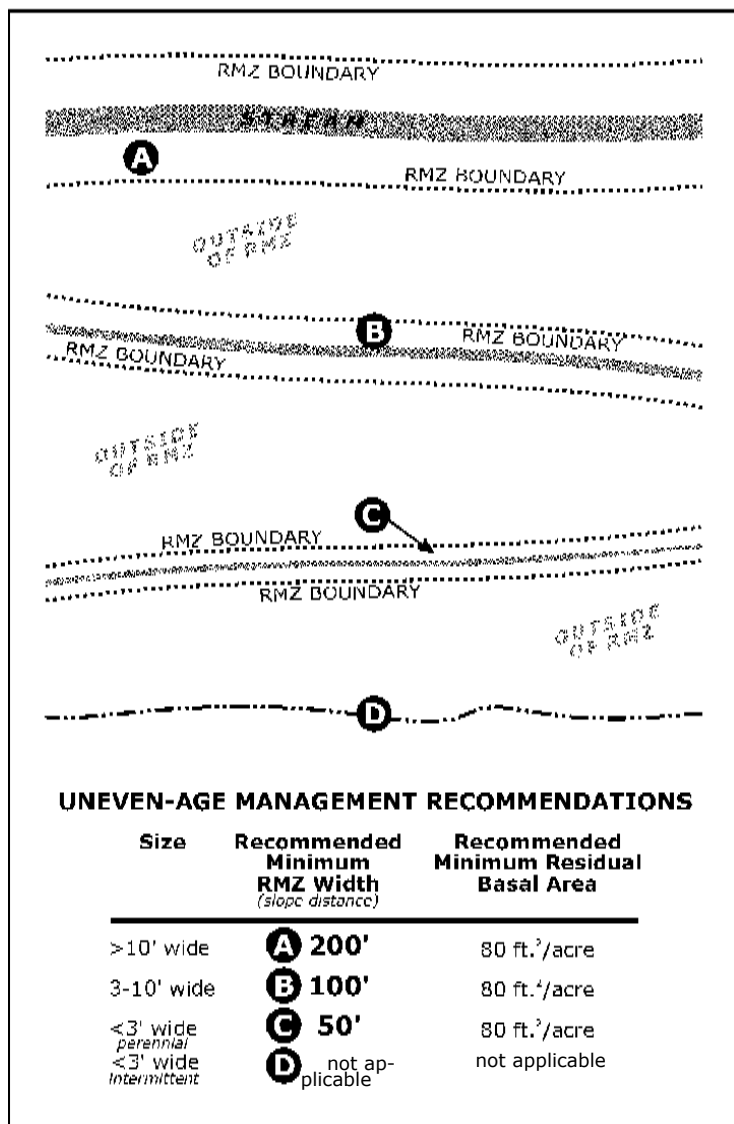 RMZ BOUNDARY
STREAM
A
RMZ BOUNDARY
OUTSIDE
OF RMZ
B
RMZ BOUNDARY
RMZ BOUNDARY
OUTSIDE
OF RMZ
C
RMZ BOUNDARY
RMZ BOUNDARY
OUTSIDE
OF RMZ
D
UNEVEN-AGE MANAGEMENT RECOMMENDATIONS
Size Recommended Minimum RMZ Width (slope distance) Recommended Minimum Residual Basal Area
>10' wide A 200' 80 ft.²/acre
3-10' wide B 100' 80 ft.²/acre
<3' wide perennial C 50' 80 ft.²/acre
<3' wide Intermittent D not ap-plicable not applicable